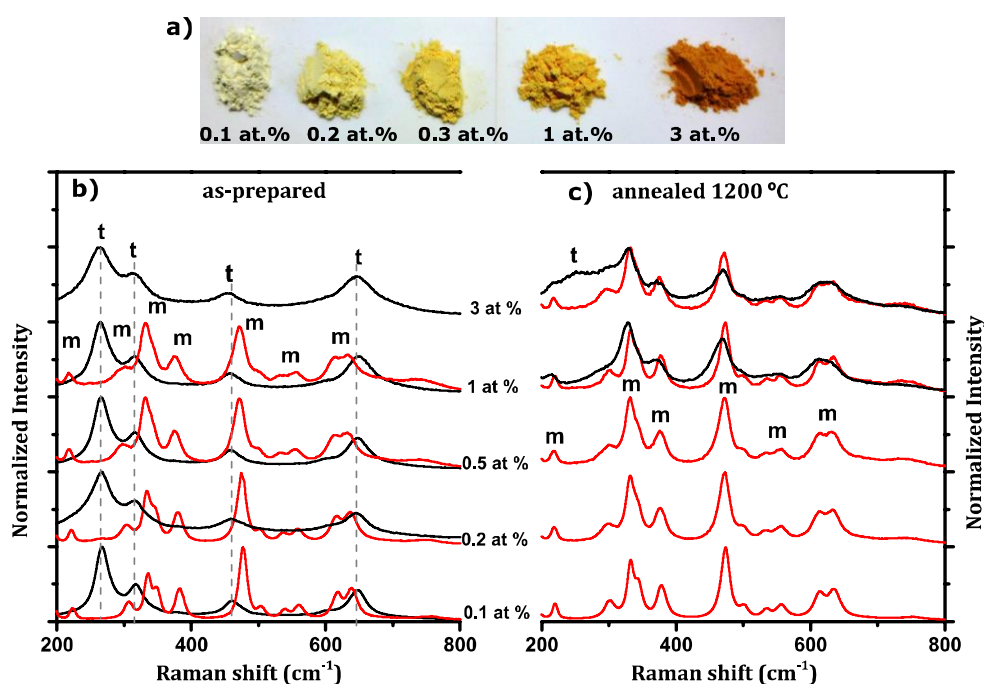 a)
0.1 at.% 0.2 at.% 0.3 at.% 1 at.% 3 at.%
b) as-prepared
c) annealed 1200 ⁰C
t
t
t
t
t
3 at %
m m m m m m m
1 at %
m m
m m m m
0.5 at %
0.2 at %
0.1 at %
Normalized Intensity
Normalized Intensity
200 400 600 800
200 400 600 800
Raman shift (cm-1)
Raman shift (cm-1)